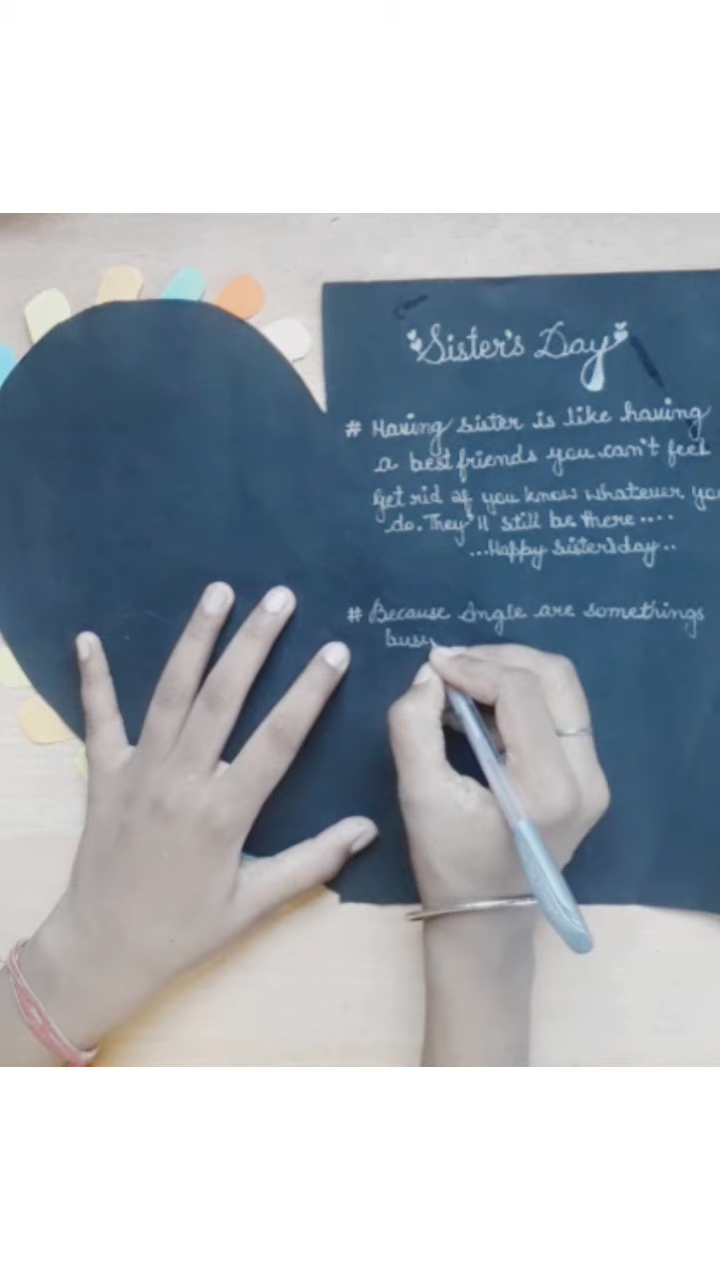 Sister's Day
# Having sister is like having
a best friends you can't feel
get rid of you know whatever you
do. They'll still be there....
...Happy sister's day..
# Because Angle are somethings
busy